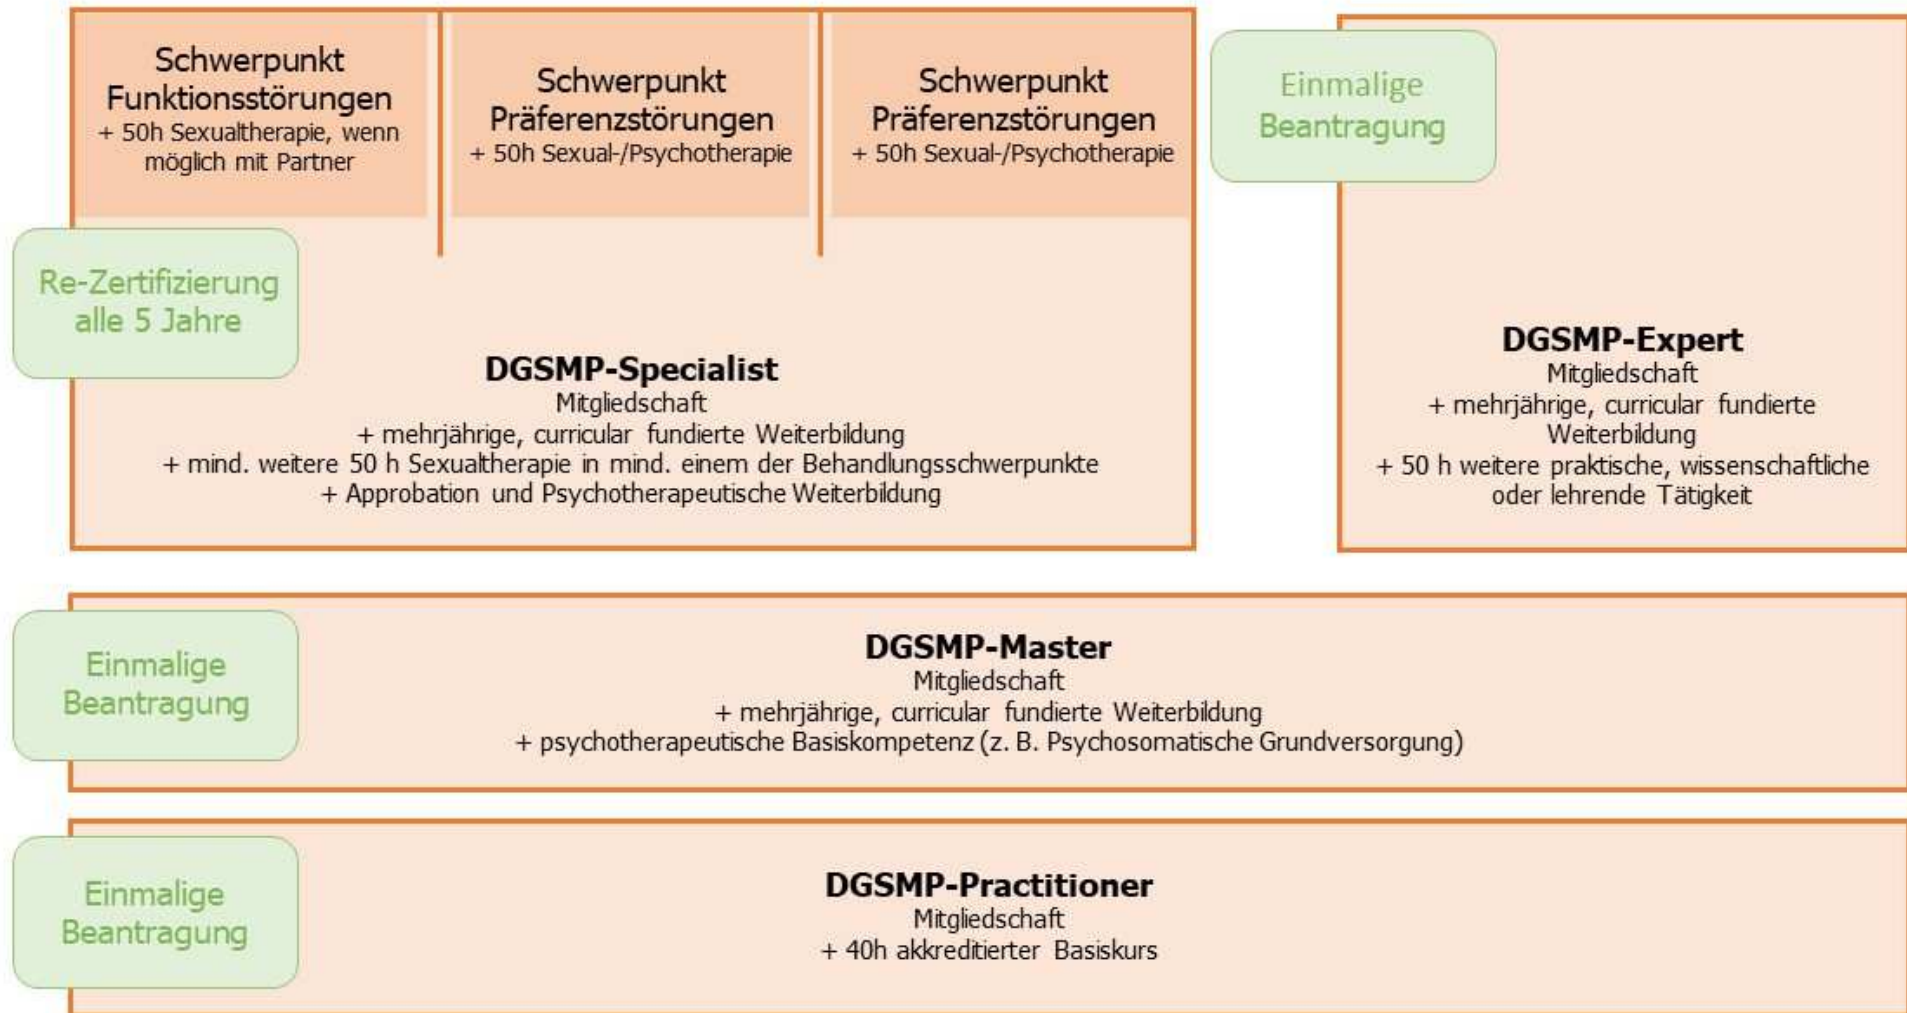 Schwerpunkt
Funktionsstörungen
+ 50h Sexualtherapie, wenn
möglich mit Partner
Schwerpunkt
Präferenzstörungen
+ 50h Sexual-/Psychotherapie
Schwerpunkt
Präferenzstörungen
+ 50h Sexual-/Psychotherapie
Einmalige
Beantragung
Re-Zertifizierung
alle 5 Jahre
DGSMP-Specialist
Mitgliedschaft
+ mehrjährige, curricular fundierte Weiterbildung
+ mind. weitere 50 h Sexualtherapie in mind. einem der Behandlungsschwerpunkte
+ Approbation und Psychotherapeutische Weiterbildung
DGSMP-Expert
Mitgliedschaft
+ mehrjährige, curricular fundierte
Weiterbildung
+ 50 h weitere praktische, wissenschaftliche
oder lehrende Tätigkeit
Einmalige
Beantragung
DGSMP-Master
Mitgliedschaft
+ mehrjährige, curricular fundierte Weiterbildung
+ psychotherapeutische Basiskompetenz (z. B. Psychosomatische Grundversorgung)
Einmalige
Beantragung
DGSMP-Practitioner
Mitgliedschaft
+ 40h akkreditierter Basiskurs